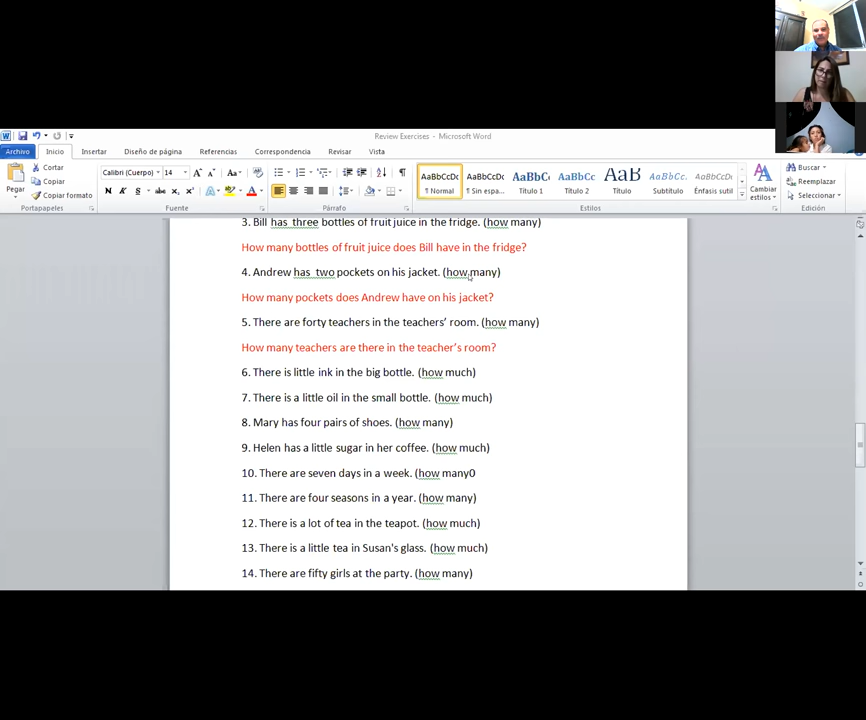 Review Exercises - Microsoft Word
Archivo Inicio Insertar Diseño de página Referencias Correspondencia Revisar Vista
Pegar
Cortar
Copiar
Copiar formato
Portapapeles
Calibri (Cuerpo) 14
Fuente
Párrafo
AaBbCcDc AaBbCcDc AaBbC AaBbCc AaB AaBbCc. AaBbCcDc
¶ Normal ¶ Sin espa... Título 1 Título 2 Título Subtítulo Énfasis sutil
Cambiar estilos
Estilos
Buscar
Reemplazar
Seleccionar
Edición
3. Bill has three bottles of fruit juice in the fridge. (how many)
How many bottles of fruit juice does Bill have in the fridge?
4. Andrew has two pockets on his jacket. (how many)
How many pockets does Andrew have on his jacket?
5. There are forty teachers in the teachers’ room. (how many)
How many teachers are there in the teacher’s room?
6. There is little ink in the big bottle. (how much)
7. There is a little oil in the small bottle. (how much)
8. Mary has four pairs of shoes. (how many)
9. Helen has a little sugar in her coffee. (how much)
10. There are seven days in a week. (how many0
11. There are four seasons in a year. (how many)
12. There is a lot of tea in the teapot. (how much)
13. There is a little tea in Susan's glass. (how much)
14. There are fifty girls at the party. (how many)